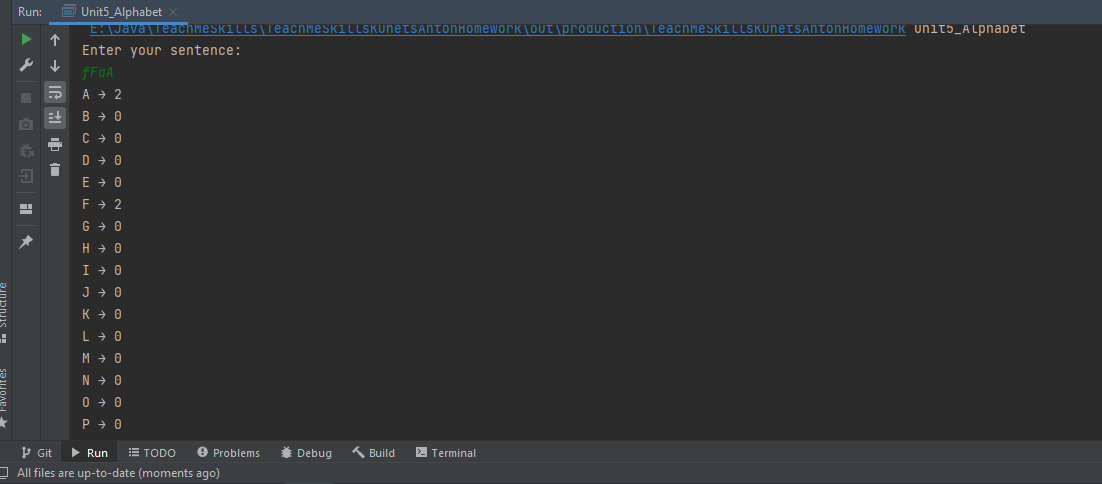 Run: Unit5_Alphabet
E:\Java\TeachMeSkills\TeachMeSkillsKunetsAntonHomework\out\production\TeachMeSkillsKunetsAntonHomework Unit5_Alphabet
Enter your sentence:
fFaA
A → 2
B → 0
C → 0
D → 0
E → 0
F → 2
G → 0
H → 0
I → 0
J → 0
K → 0
L → 0
M → 0
N → 0
O → 0
P → 0
Structure
Favorites
Git Run TODO Problems Debug Build Terminal
All files are up-to-date (moments ago)